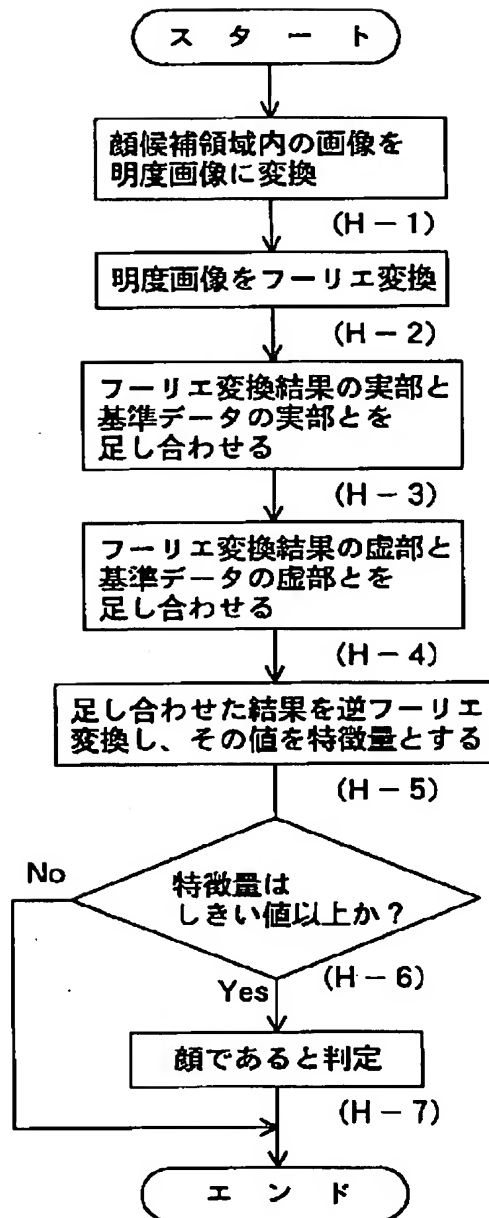 スタート
顔候補領域内の画像を
明度画像に変換
(H-1)
明度画像をフーリエ変換
(H-2)
フーリエ変換結果の実部と
基準データの実部とを
足し合わせる
(H-3)
フーリエ変換結果の虚部と
基準データの虚部とを
足し合わせる
(H-4)
足し合わせた結果を逆フーリエ
変換し、その値を特徴量とする
(H-5)
No
特徴量は
しきい値以上か?
(H-6)
Yes
顔であると判定
(H-7)
エンド